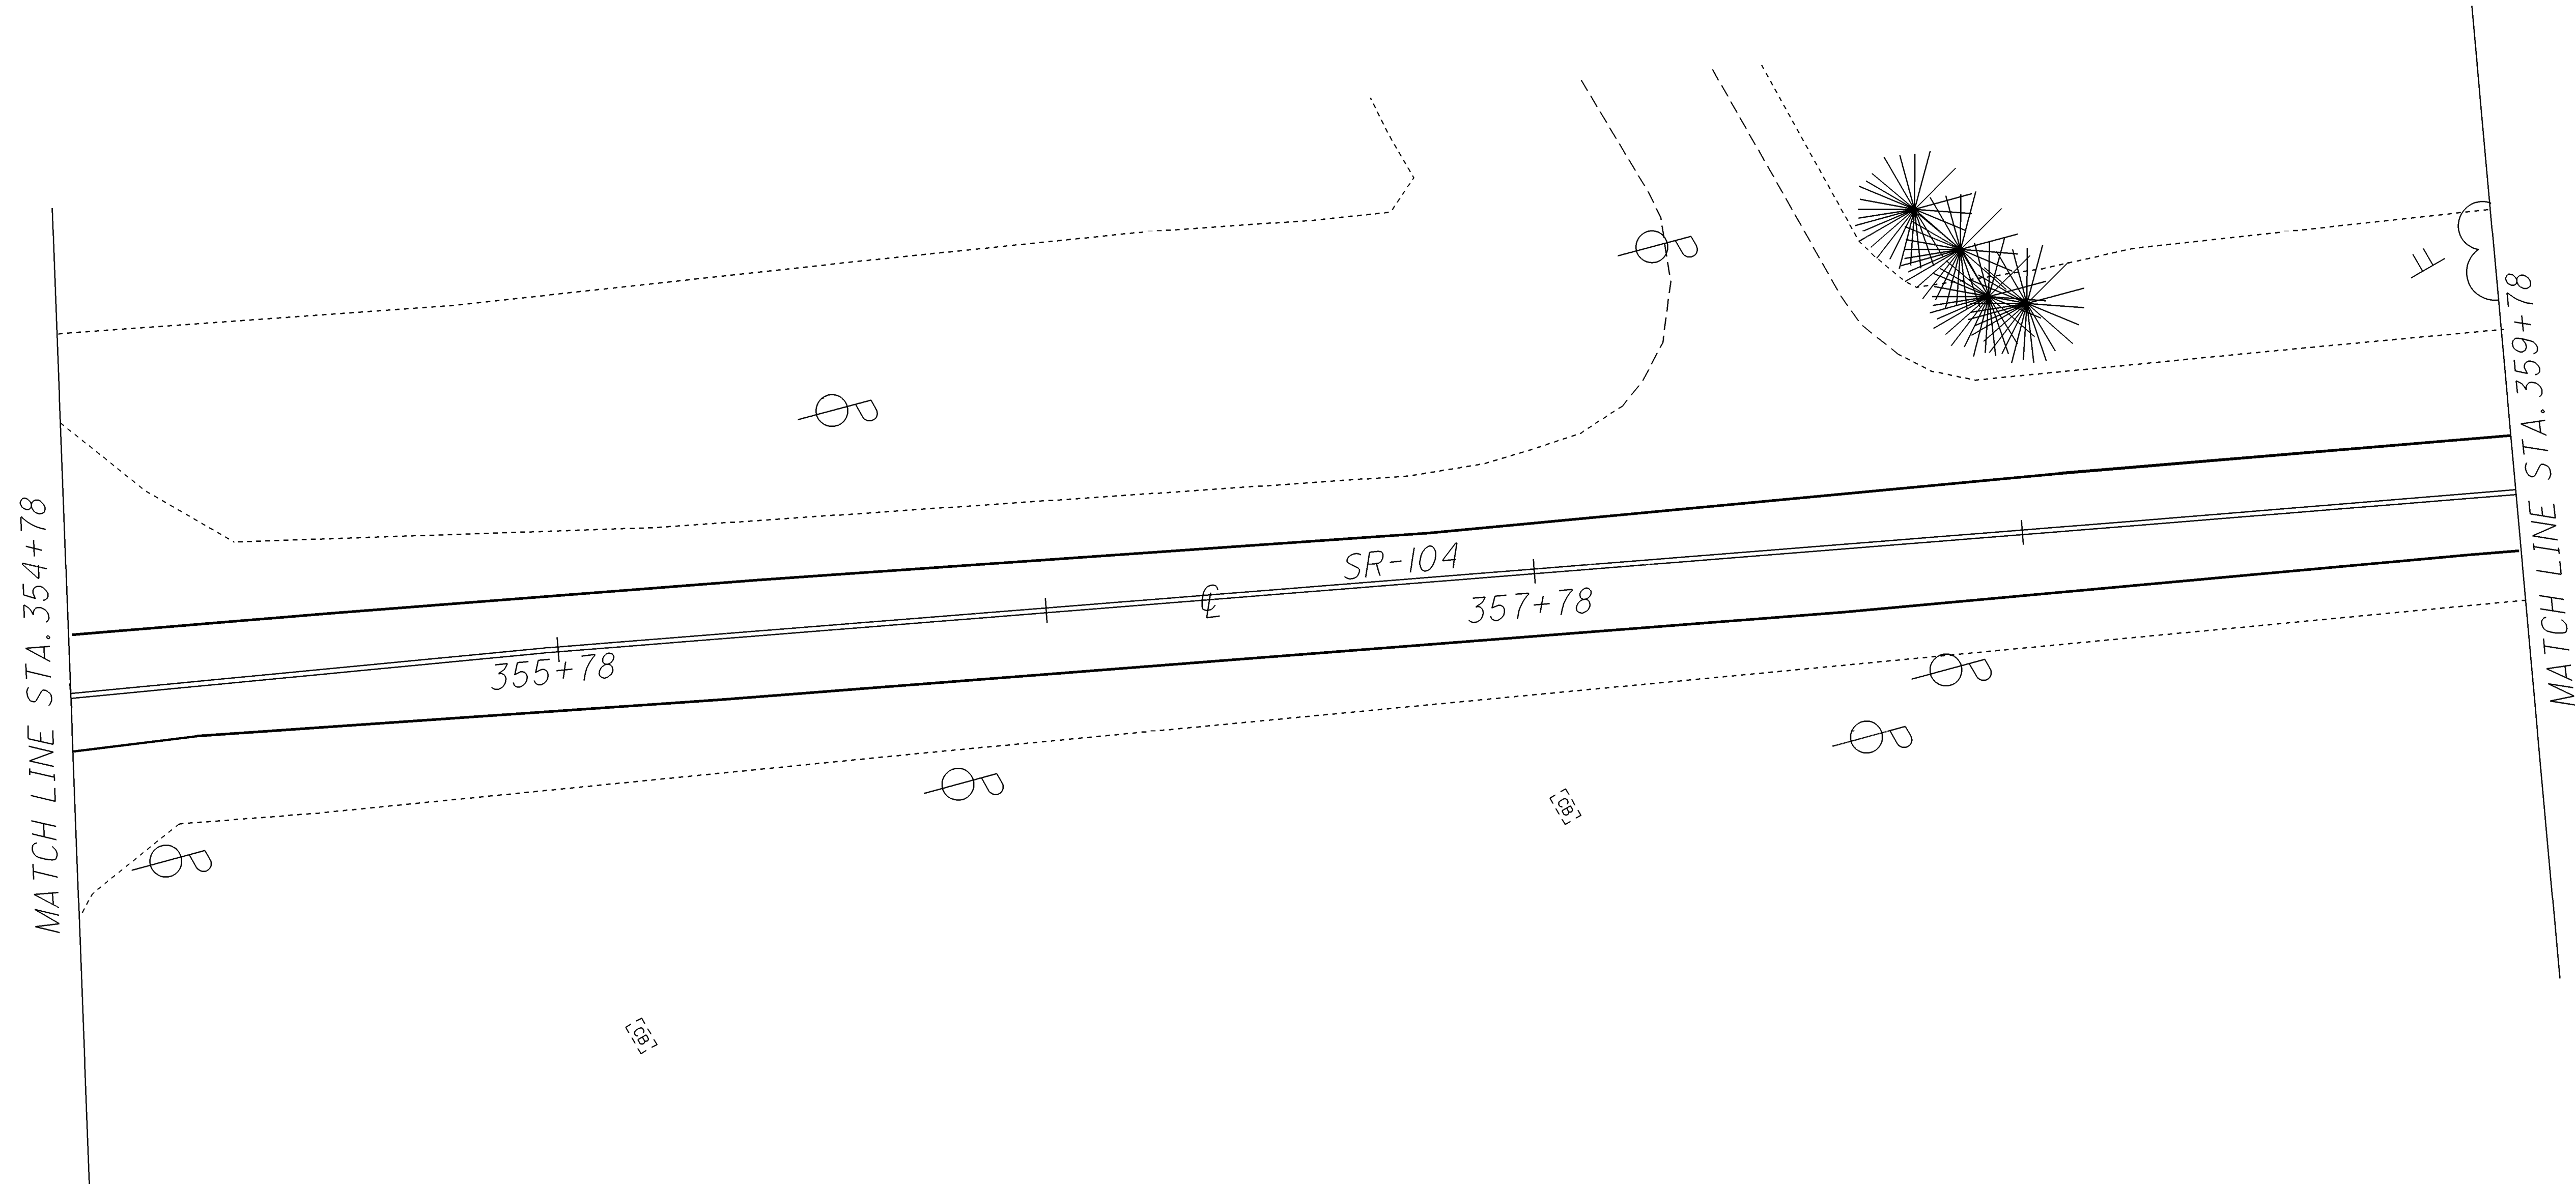 MATCH LINE STA. 354+78
SR-104
℄
357+78
355+78
P
P
P
P
P
P
CB
CB
MATCH LINE STA. 359+78